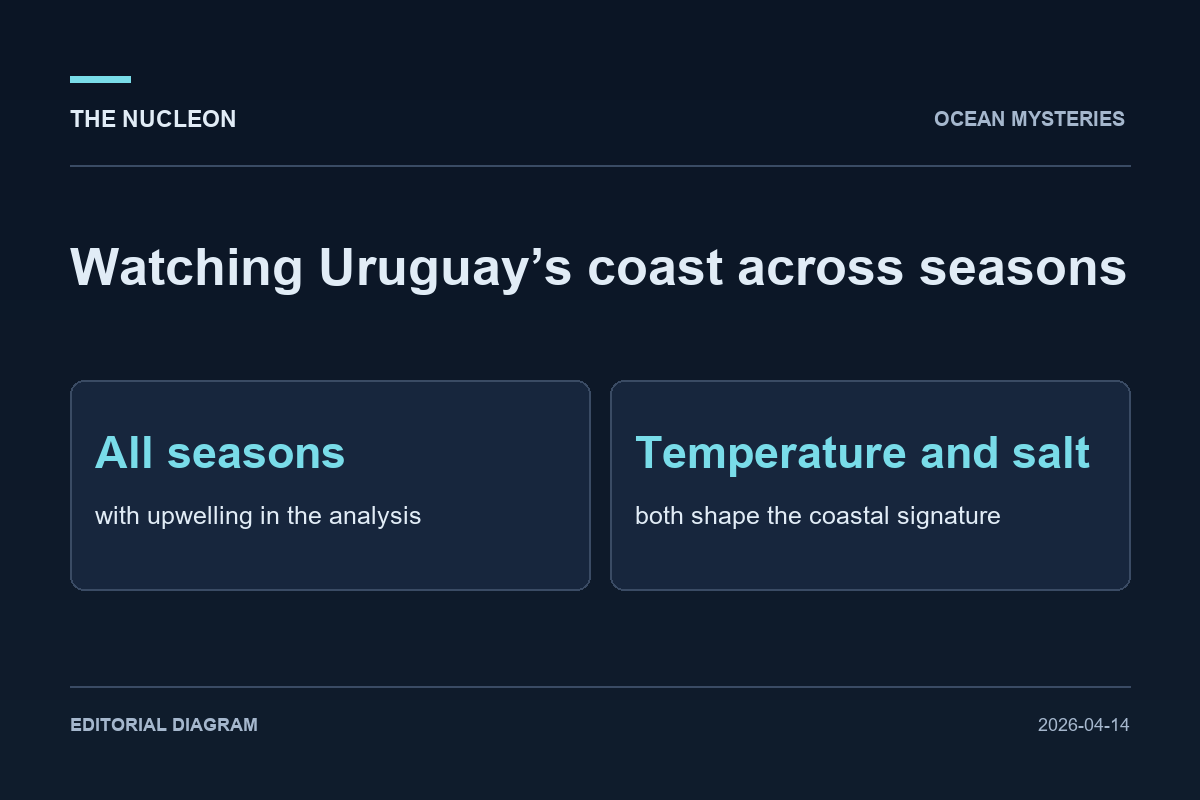 THE NUCLEON
OCEAN MYSTERIES
Watching Uruguay’s coast across seasons
All seasons
with upwelling in the analysis
Temperature and salt
both shape the coastal signature
EDITORIAL DIAGRAM
2026-04-14